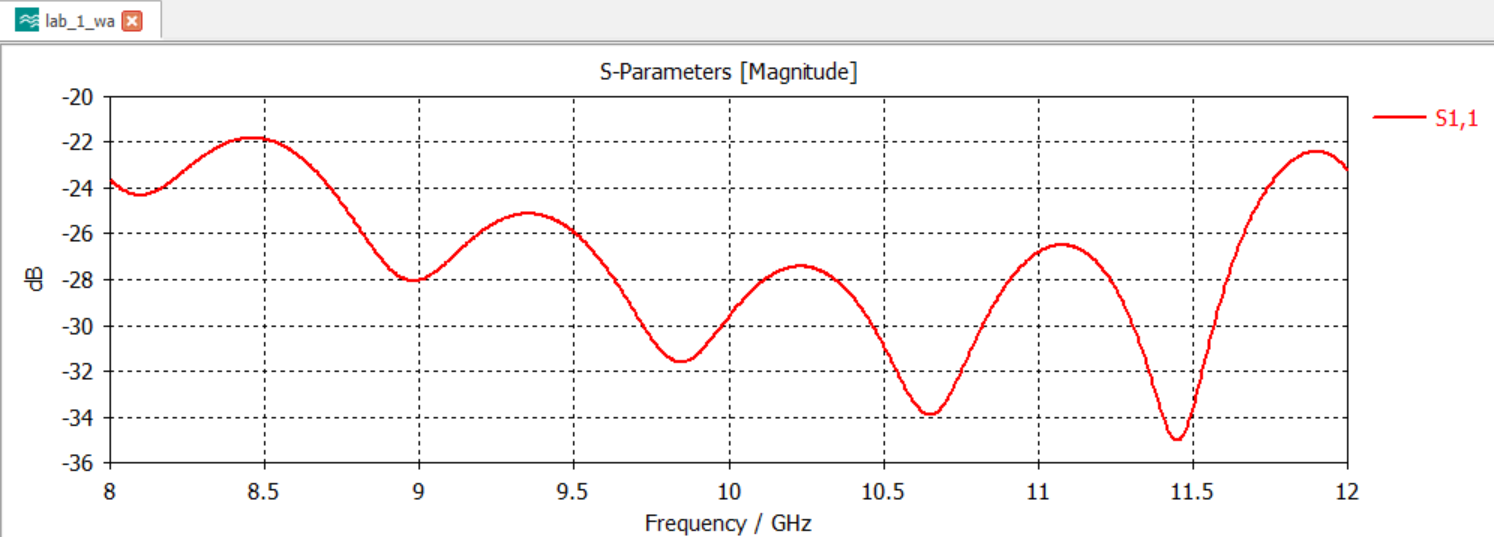 lab_1_wa
S-Parameters [Magnitude]
-20
-22
-24
-26
-28
-30
-32
-34
-36
dB
8 8.5 9 9.5 10 10.5 11 11.5 12
Frequency / GHz
S1,1